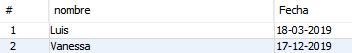 # nombre Fecha
1 Luis 18-03-2019
2 Vanessa 17-12-2019